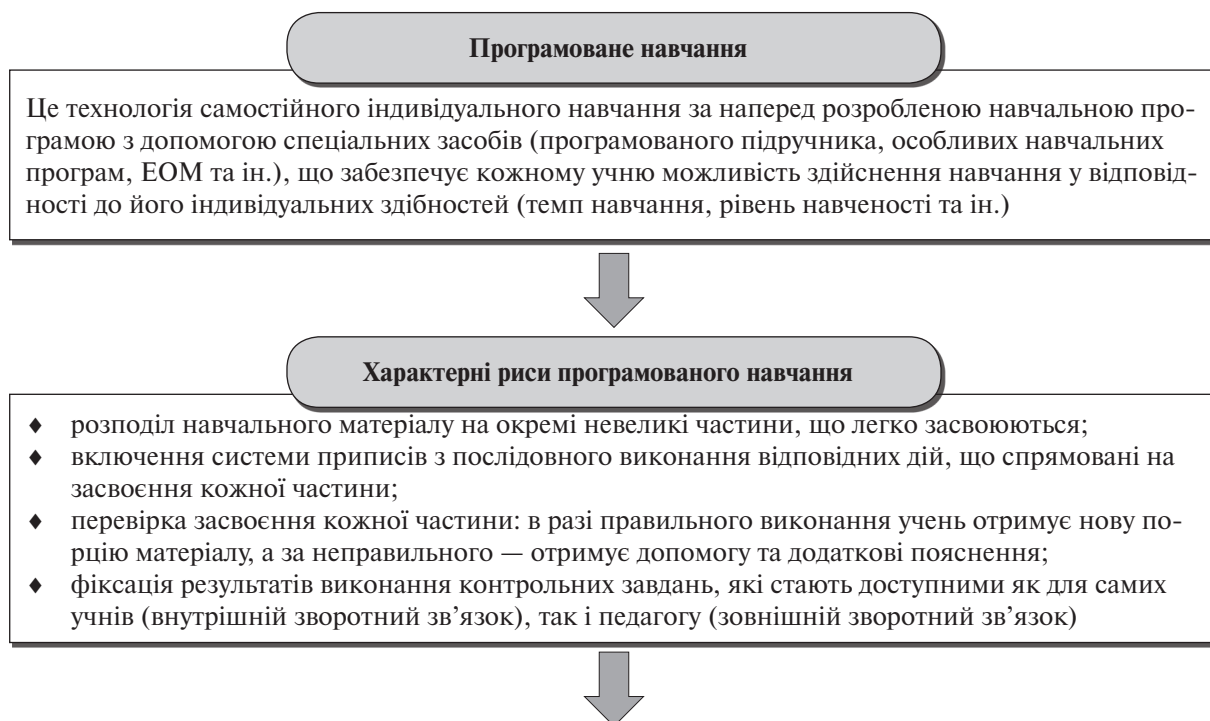 Програмоване навчання
Це технологія самостійного індивідуального навчання за наперед розробленою навчальною про-
грамою з допомогою спеціальних засобів (програмованого підручника, особливих навчальних
програм, ЕОМ та ін.), що забезпечує кожному учню можливість здійснення навчання у відповід-
ності до його індивідуальних здібностей (темп навчання, рівень навченості та ін.)
Характерні риси програмованого навчання
♦ розподіл навчального матеріалу на окремі невеликі частини, що легко засвоюються;
♦ включення системи приписів з послідовного виконання відповідних дій, що спрямовані на
засвоєння кожної частини;
♦ перевірка засвоєння кожної частини: в разі правильного виконання учень отримує нову по-
рцію матеріалу, а за неправильного — отримує допомогу та додаткові пояснення;
♦ фіксація результатів виконання контрольних завдань, які стають доступними як для самих
учнів (внутрішній зворотний зв’язок), так і педагогу (зовнішній зворотний зв’язок)